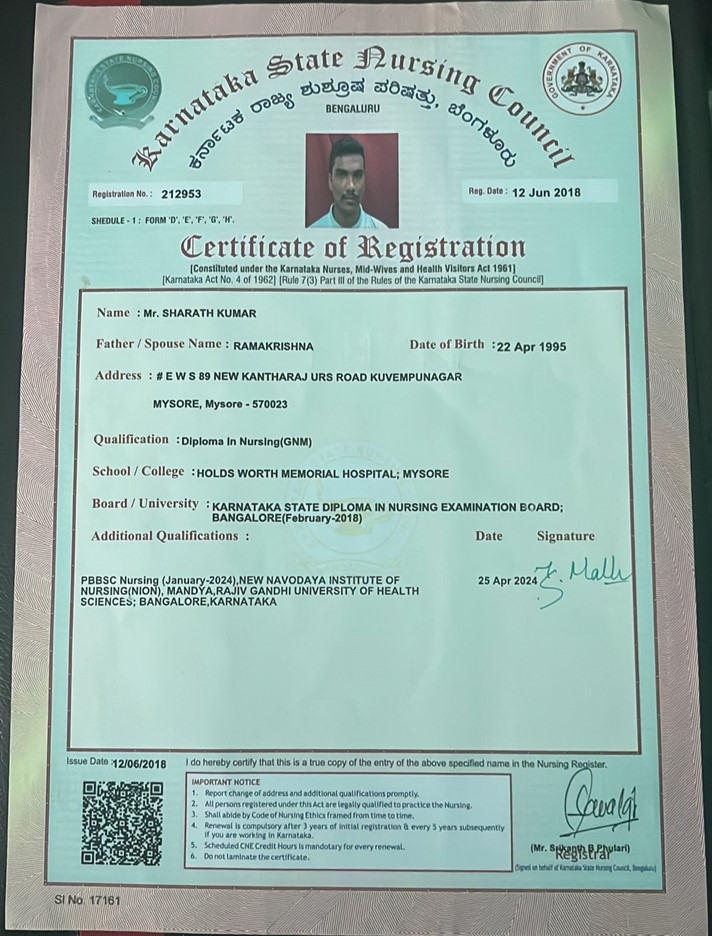 Karnataka State Nursing Council
ಕರ್ನಾಟಕ ರಾಜ್ಯ ಶುಶ್ರೂಷ ಪರಿಷತ್ತು, ಬೆಂಗಳೂರು
BENGALURU
GOVERNMENT OF KARNATAKA
Registration No. : 212953
Reg. Date : 12 Jun 2018
SHEDULE - 1 : FORM 'D', 'E', 'F', 'G', 'H'.
Certificate of Registration
[Constituted under the Karnataka Nurses, Mid-Wives and Health Visitors Act 1961]
[Karnataka Act No. 4 of 1962] [Rule 7(3) Part III of the Rules of the Karnataka State Nursing Council]
Name : Mr. SHARATH KUMAR
Father / Spouse Name : RAMAKRISHNA Date of Birth : 22 Apr 1995
Address : # E W S 89 NEW KANTHARAJ URS ROAD KUVEMPUNAGAR
MYSORE, Mysore - 570023
Qualification : Diploma In Nursing(GNM)
School / College : HOLDS WORTH MEMORIAL HOSPITAL; MYSORE
Board / University : KARNATAKA STATE DIPLOMA IN NURSING EXAMINATION BOARD;
BANGALORE(February-2018)
Additional Qualifications : Date Signature
PBBSC Nursing (January-2024),NEW NAVODAYA INSTITUTE OF
NURSING(NION), MANDYA,RAJIV GANDHI UNIVERSITY OF HEALTH
SCIENCES; BANGALORE,KARNATAKA
25 Apr 2024
Issue Date : 12/06/2018
I do hereby certify that this is a true copy of the entry of the above specified name in the Nursing Register.
IMPORTANT NOTICE
1. Report change of address and additional qualifications promptly.
2. All persons registered under this Act are legally qualified to practice the Nursing.
3. Shall abide by Code of Nursing Ethics framed from time to time.
4. Renewal is compulsory after 3 years of initial registration & every 5 years subsequently
if you are working in Karnataka.
5. Scheduled CNE Credit Hours is mandotary for every renewal.
6. Do not laminate the certificate.
(Mr. Srikanth B Phulari)
Registrar
(Signed on behalf of Karnataka State Nursing Council, Bengaluru)
Sl No. 17161